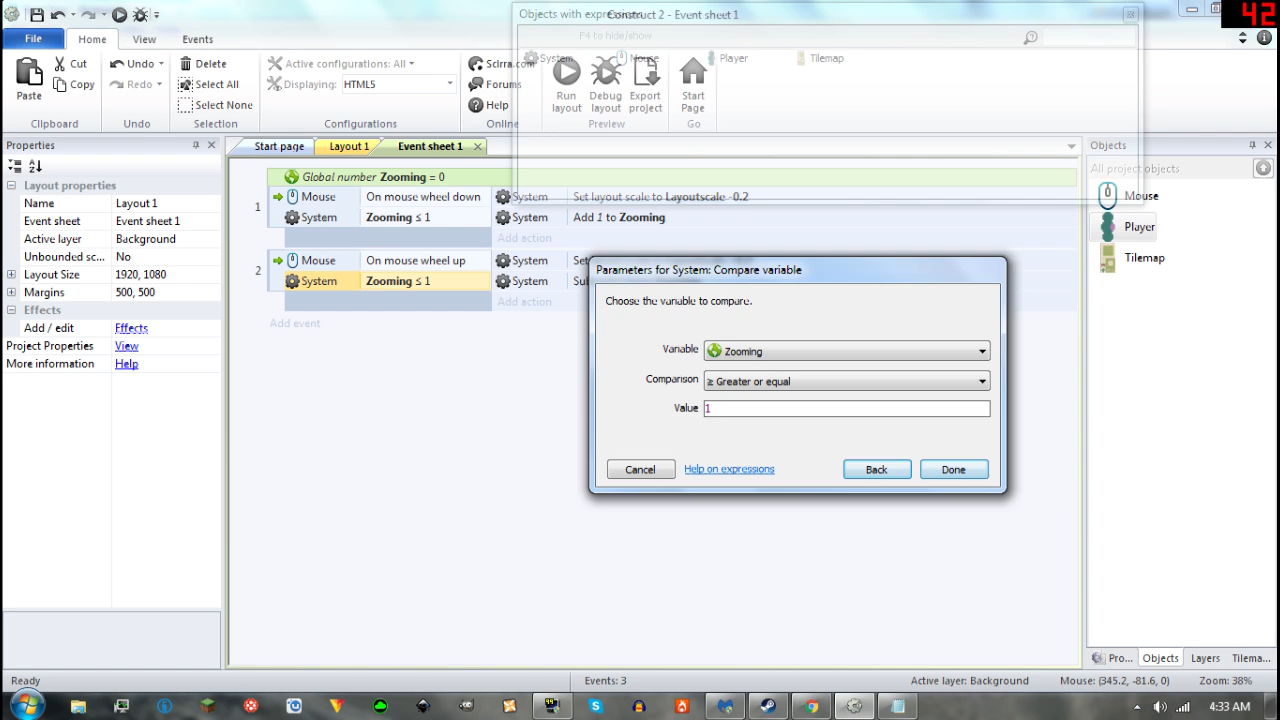 Objects with expressions
Construct 2 - Event sheet 1
42
File
Home
View
Events
F4 to hide/show
Paste
Cut
Copy
Clipboard
Undo
Redo
Undo
Delete
Select All
Select None
Selection
Active configurations: All
Displaying: HTML5
Configurations
Scirra.com
Forums
Help
Online
System
Mouse
Player
Tilemap
Run layout
Debug layout
Export project
Preview
Start Page
Go
Properties
Start page
Layout 1
Event sheet 1
Objects
Layout properties
Name Layout 1
Event sheet Event sheet 1
Active layer Background
Unbounded sc... No
Layout Size 1920, 1080
Margins 500, 500
Effects
Add / edit Effects
Project Properties View
More information Help
Global number Zooming = 0
1
Mouse On mouse wheel down System Set layout scale to Layoutscale -0.2
System Zooming ≤ 1 System Add 1 to Zooming
Add action
2
Mouse On mouse wheel up System Set
System Zooming ≤ 1 System
Add action
Add event
Parameters for System: Compare variable
Choose the variable to compare.
Variable Zooming
Comparison ≥ Greater or equal
Value 1
Cancel Help on expressions Back Done
All project objects
Mouse
Player
Tilemap
Pro... Objects Layers Tilema...
Ready
Events: 3
Active layer: Background
Mouse: (345.2, -81.6, 0)
Zoom: 38%
4:33 AM